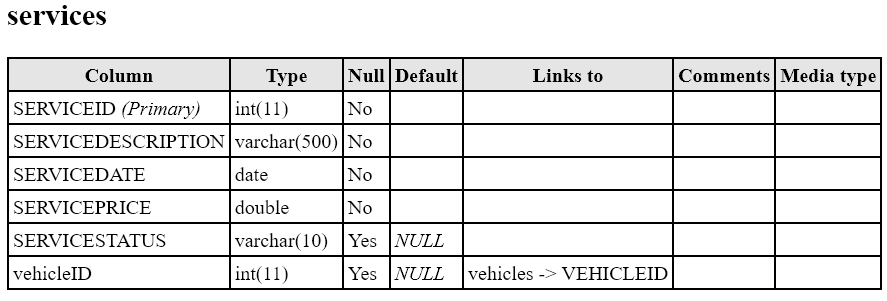 services
Column Type Null Default Links to Comments Media type
SERVICEID (Primary) int(11) No
SERVICEDESCRIPTION varchar(500) No
SERVICEDATE date No
SERVICEPRICE double No
SERVICESTATUS varchar(10) Yes NULL
vehicleID int(11) Yes NULL vehicles -> VEHICLEID